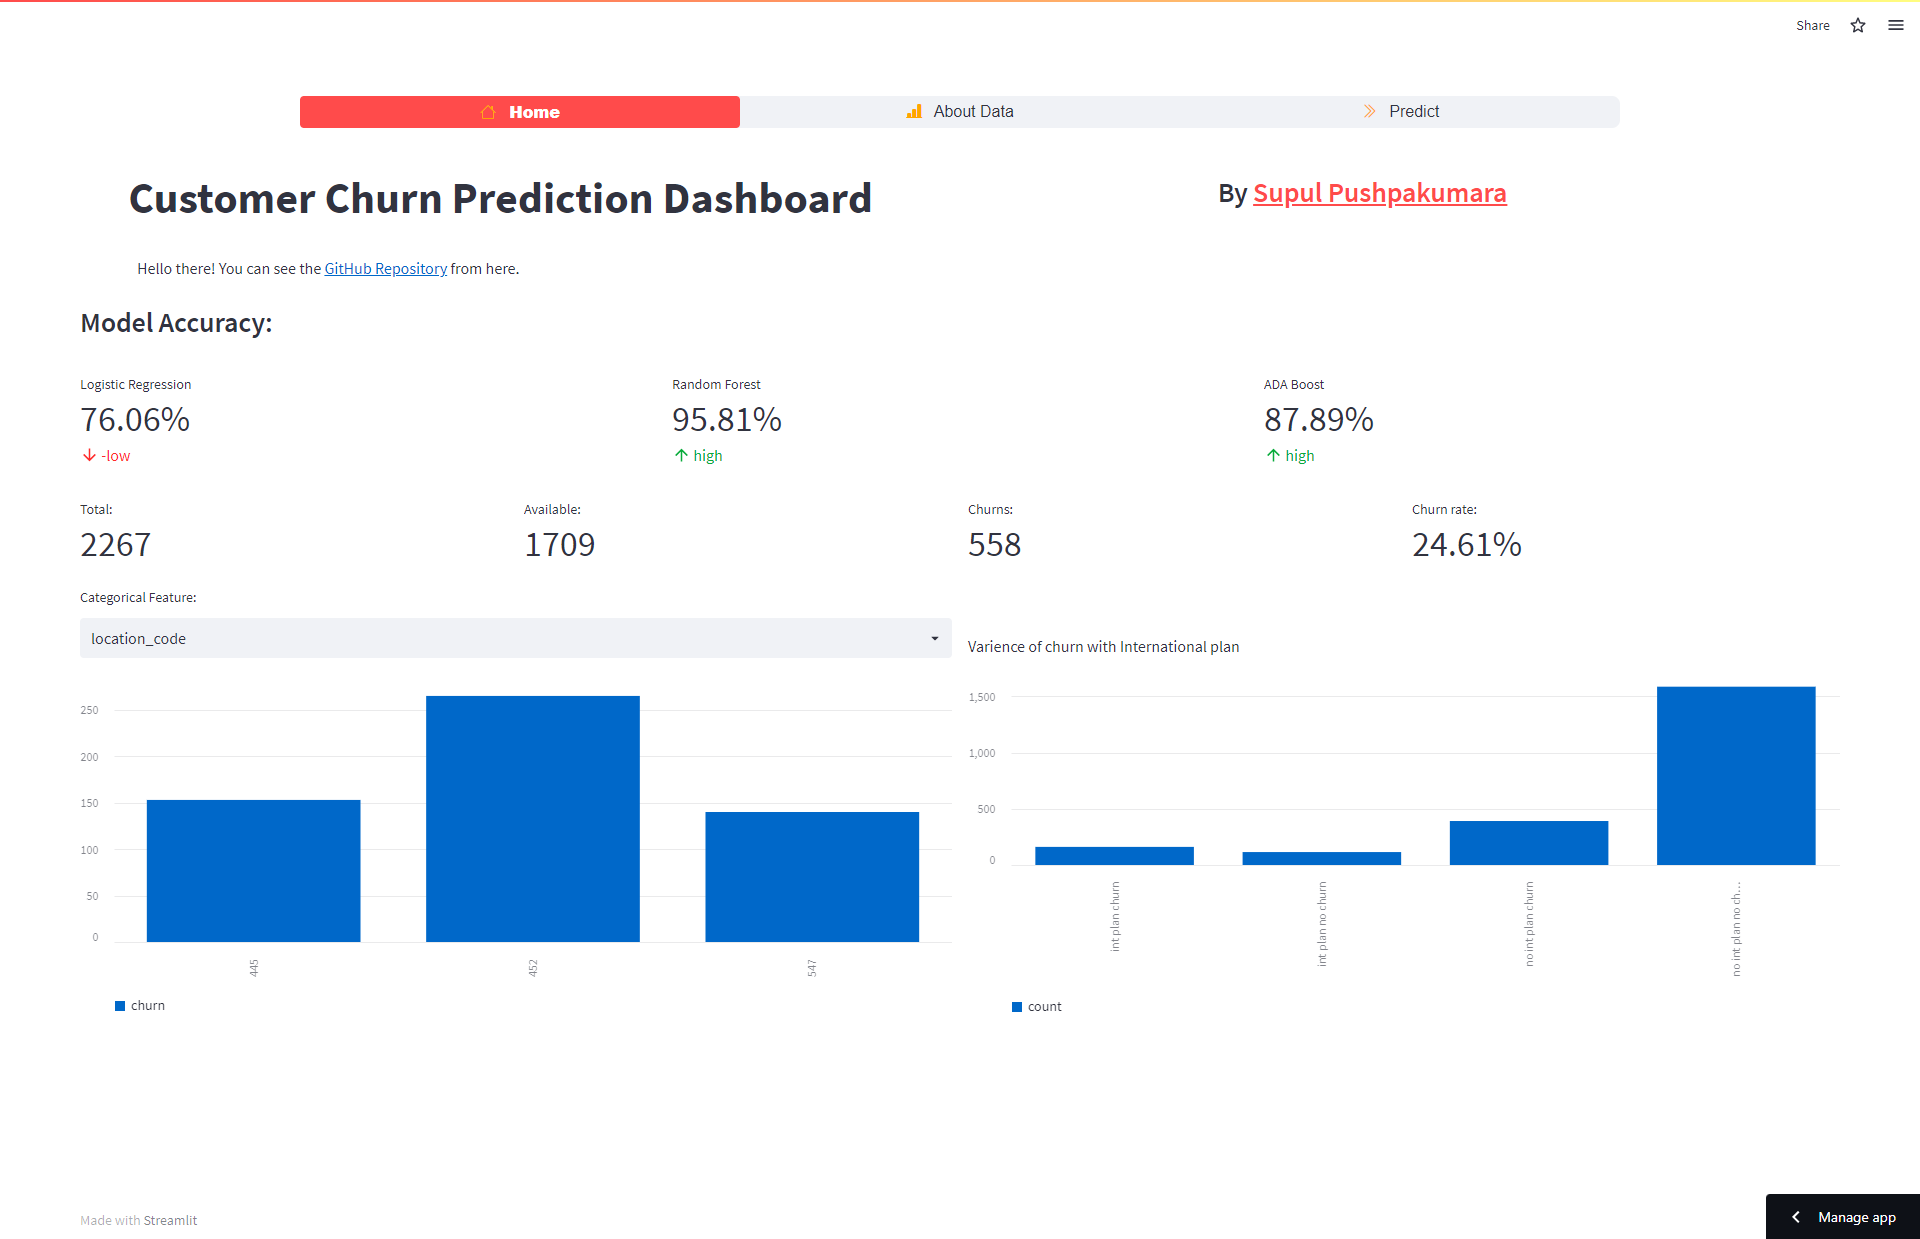 Share
Home
About Data
Predict
Customer Churn Prediction Dashboard
By Supul Pushpakumara
Hello there! You can see the GitHub Repository from here.
Model Accuracy:
Logistic Regression
76.06%
-low
Random Forest
95.81%
high
ADA Boost
87.89%
high
Total:
2267
Available:
1709
Churns:
558
Churn rate:
24.61%
Categorical Feature:
location_code
250
200
150
100
50
0
445
452
547
churn
Varience of churn with International plan
1,500
1,000
500
0
int plan churn
int plan no churn
no int plan churn
no int plan no ch…
count
Made with Streamlit
Manage app